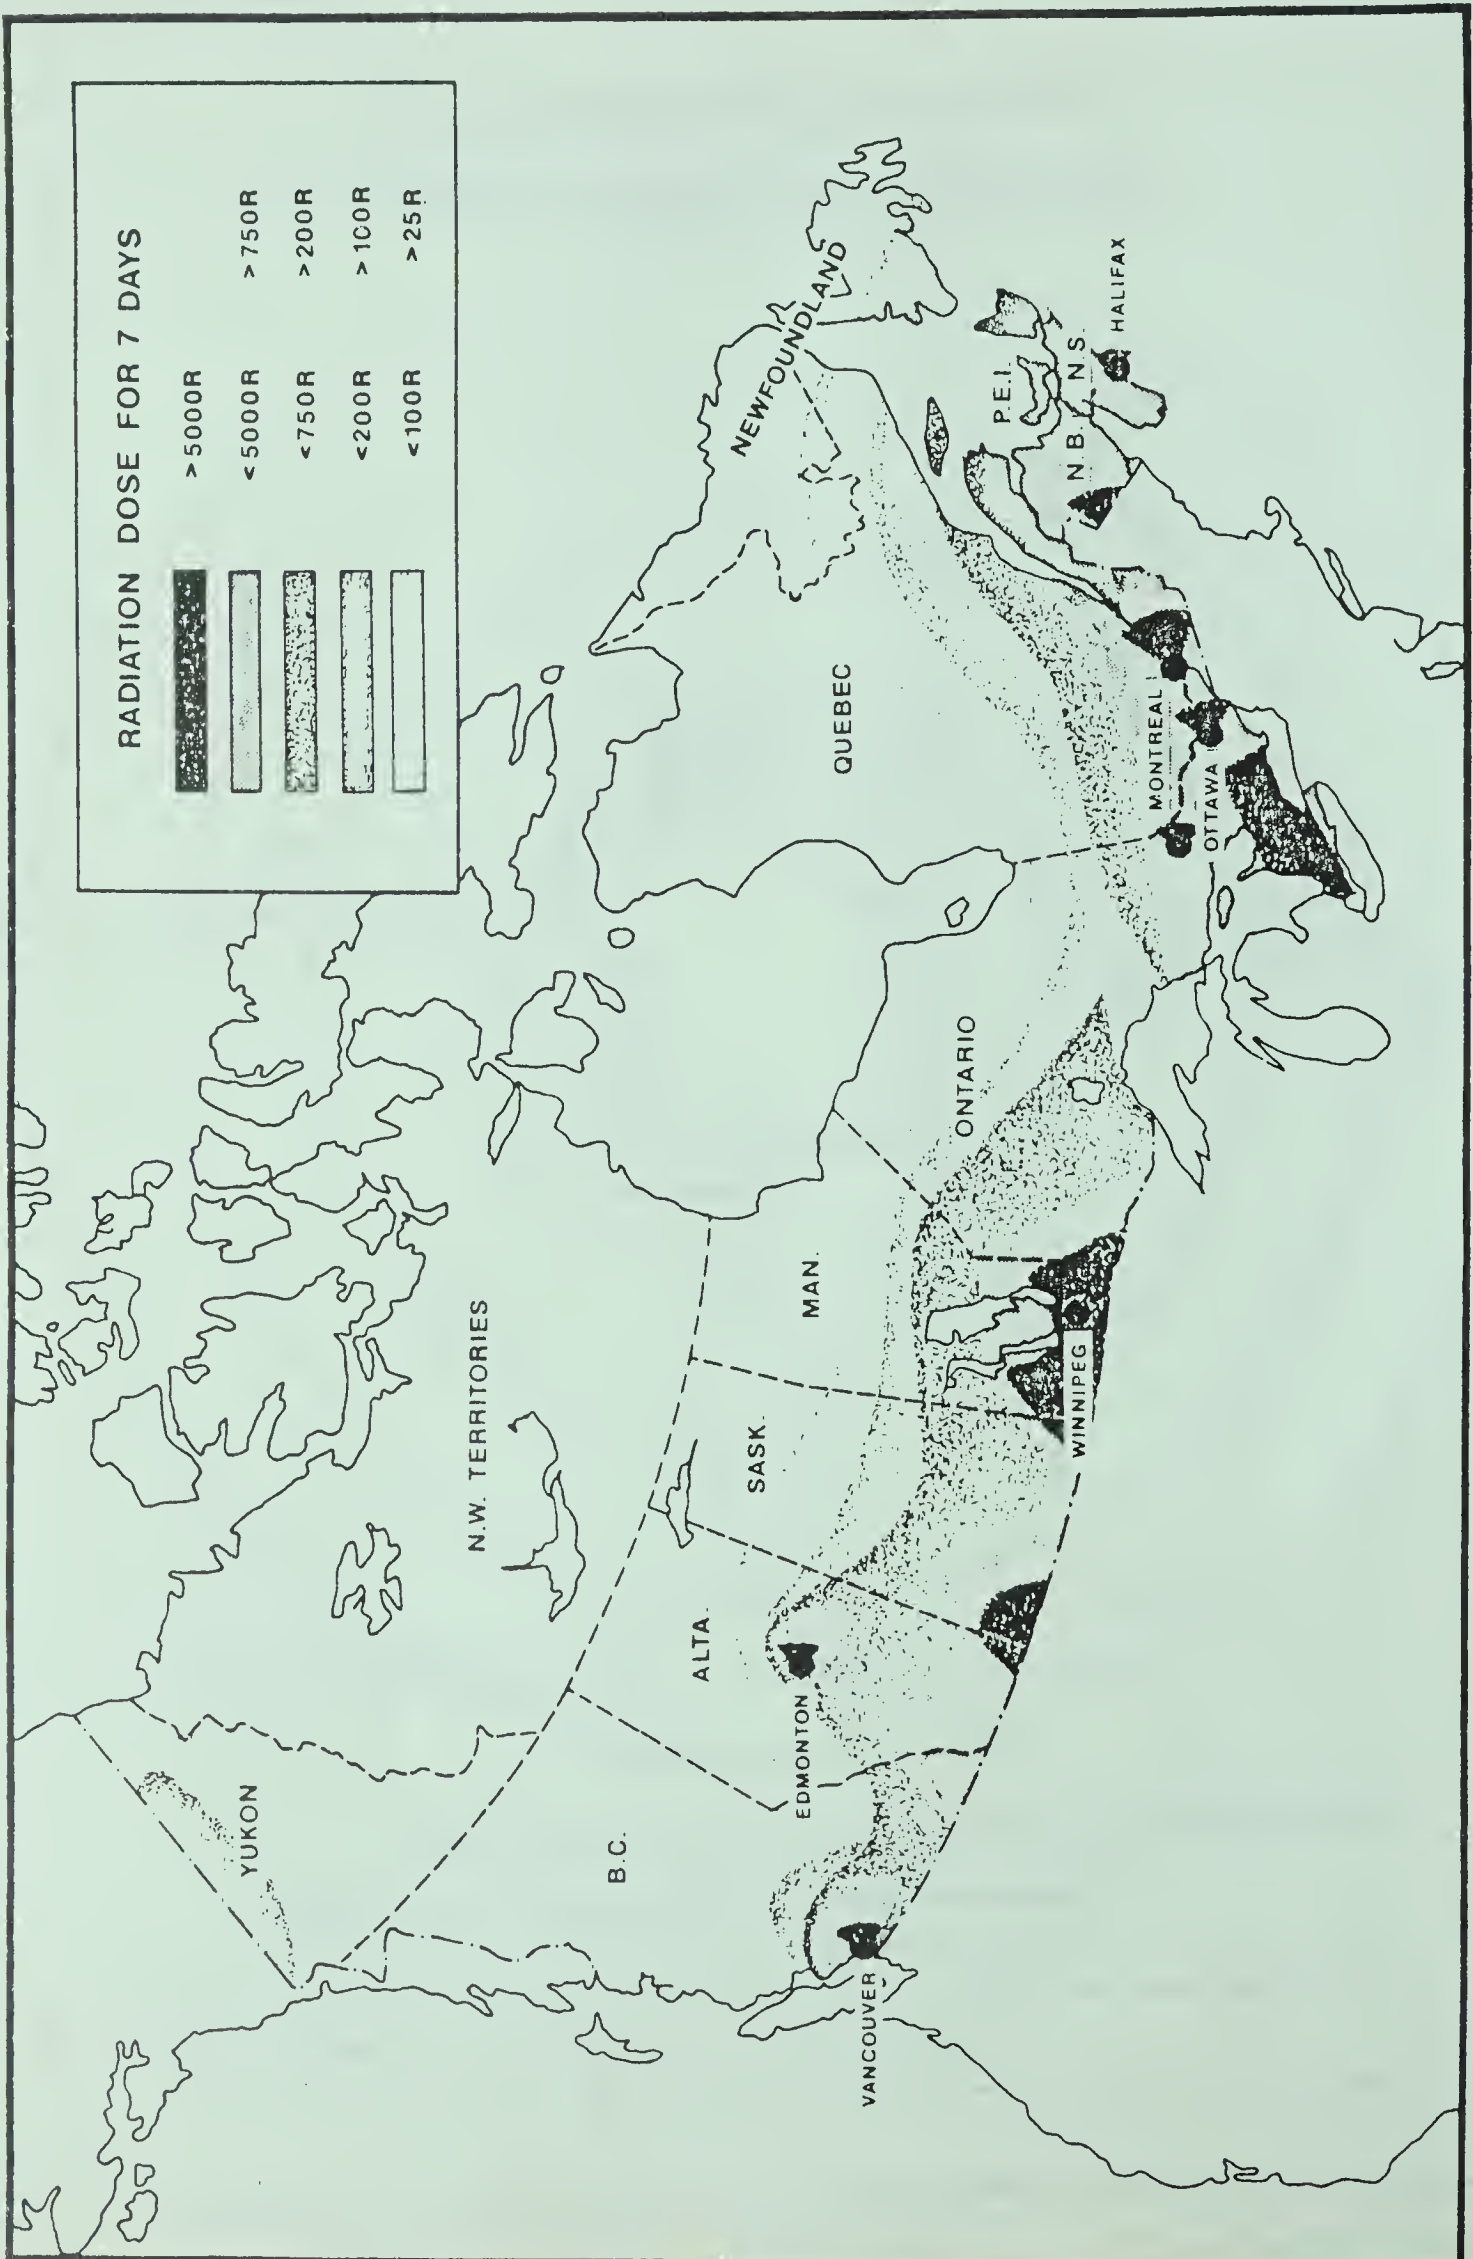 RADIATION DOSE FOR 7 DAYS
>5000R
<5000R >750R
<750R >200R
<200R >100R
<100R >25R
YUKON
N.W. TERRITORIES
B.C.
ALTA.
SASK.
MAN.
ONTARIO
QUEBEC
NEWFOUNDLAND
P.E.I.
N.B.
N.S.
HALIFAX
MONTREAL
OTTAWA
WINNIPEG
EDMONTON
VANCOUVER